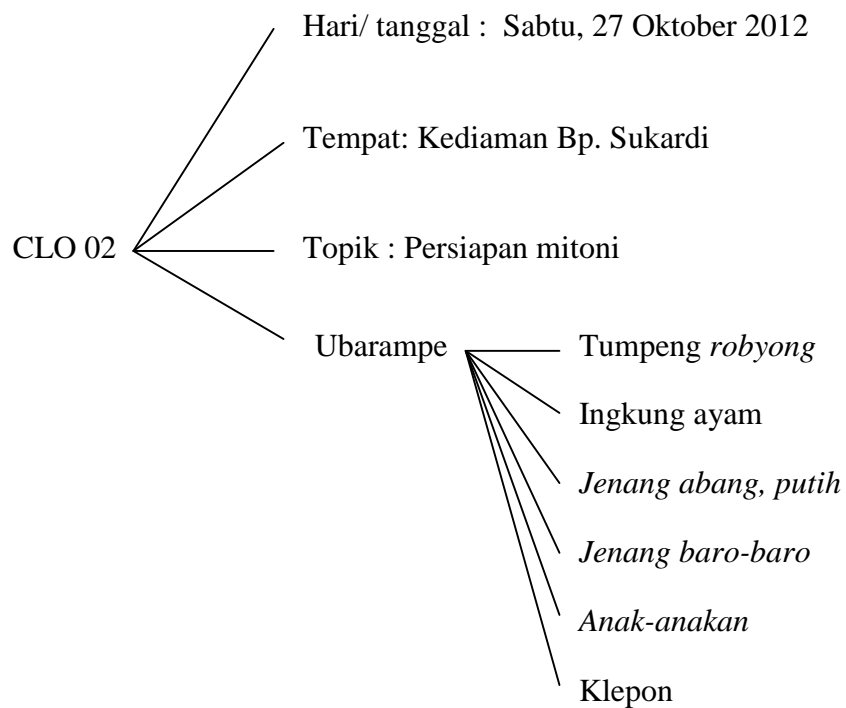 Hari/ tanggal : Sabtu, 27 Oktober 2012
Tempat: Kediaman Bp. Sukardi
CLO 02
Topik : Persiapan mitoni
Ubarampe
Tumpeng robyong
Ingkung ayam
Jenang abang, putih
Jenang baro-baro
Anak-anakan
Klepon